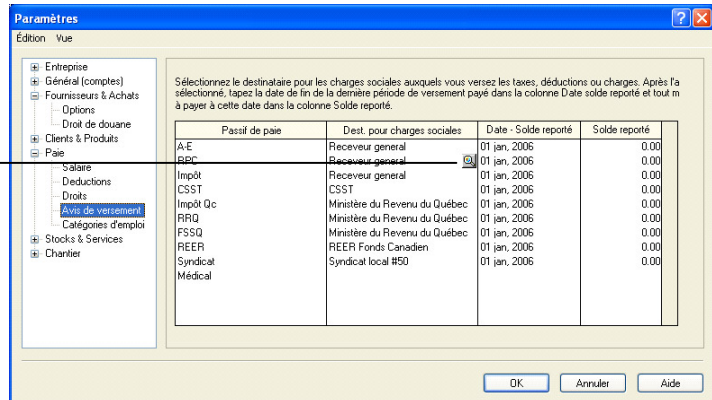 Paramètres
Édition Vue
Entreprise
Général (comptes)
Fournisseurs & Achats
Options
Droit de douane
Clients & Produits
Paie
Salaire
Deductions
Droits
Avis de versement
Catégories d'emploi
Stocks & Services
Chantier
Sélectionnez le destinataire pour les charges sociales auxquels vous versez les taxes, déductions ou charges. Après l'a
sélectionné, tapez la date de fin de la dernière période de versement payé dans la colonne Date solde reporté et tout m
à payer à cette date dans la colonne Solde reporté.
Passif de paie Dest. pour charges sociales Date - Solde reporté Solde reporté
A-E Receveur general 01 jan, 2006 0.00
RPC Receveur general 01 jan, 2006 0.00
Impôt Receveur general 01 jan, 2006 0.00
CSST CSST 01 jan, 2006 0.00
Impôt Qc Ministère du Revenu du Québec 01 jan, 2006 0.00
RRQ Ministère du Revenu du Québec 01 jan, 2006 0.00
FSSQ Ministère du Revenu du Québec 01 jan, 2006 0.00
REER REER Fonds Canadien 01 jan, 2006 0.00
Syndicat Syndicat local #50 01 jan, 2006 0.00
Médical
OK Annuler Aide